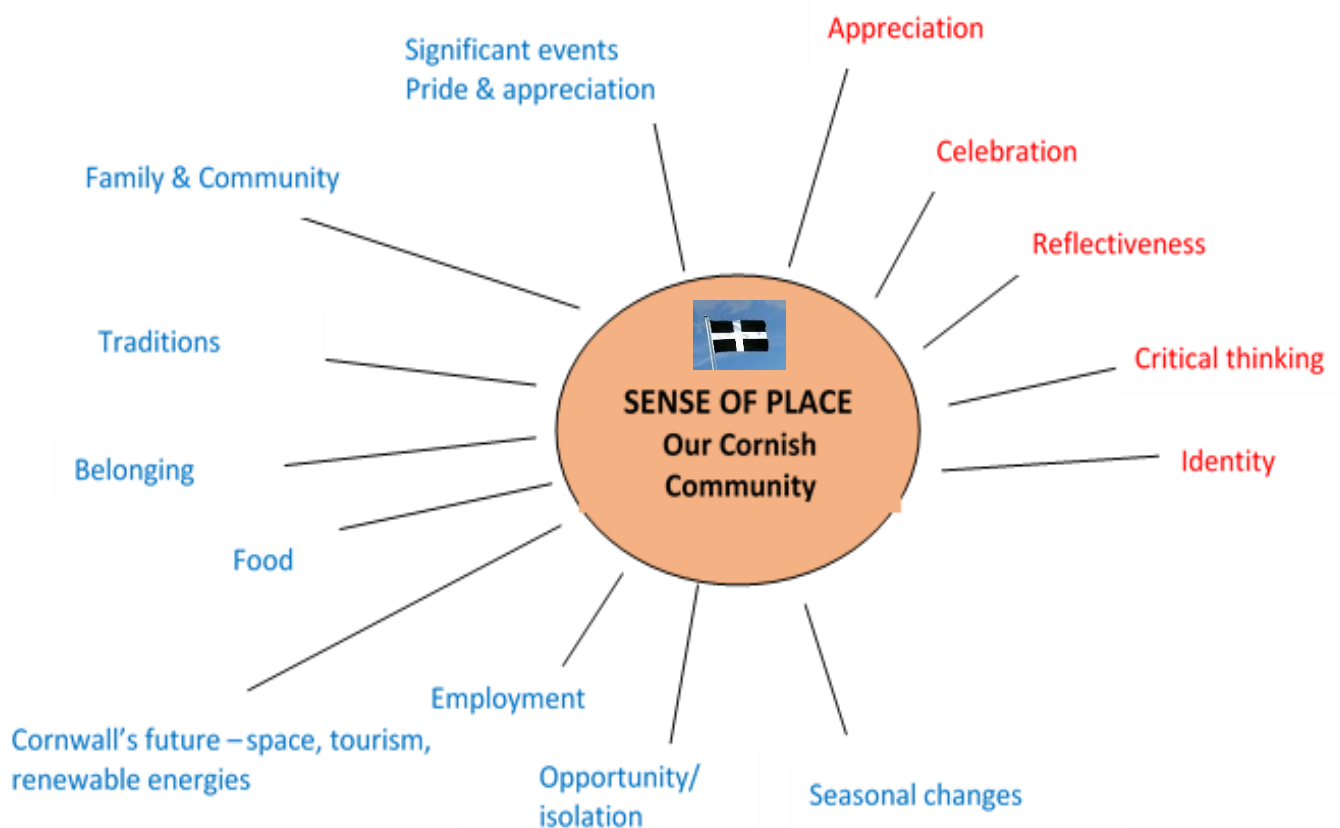 Appreciation
Significant events
Pride & appreciation
Celebration
Family & Community
Reflectiveness
Traditions
Critical thinking
SENSE OF PLACE
Our Cornish
Community
Belonging
Identity
Food
Employment
Cornwall’s future – space, tourism,
renewable energies
Opportunity/
isolation
Seasonal changes